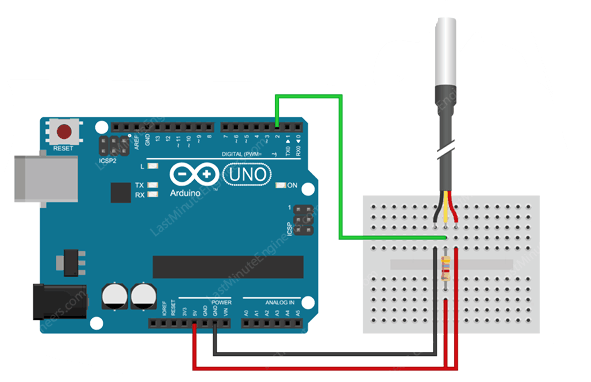 RESET
ICSP2
AREF
GND
13
12
~11
~10
~9
8
7
~6
~5
4
~3
2
TX0 ▶ 1
RX0 ◀ 0
DIGITAL (PWM= ~)
L
TX
RX
Arduino
UNO
ON
1
ICSP
LastMinuteEngineers.com
IOREF
RESET
3V3
5V
GND
GND
VIN
POWER
ANALOG IN
A0
A1
A2
A3
A4
A5